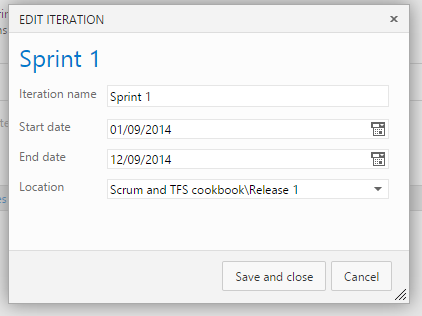 EDIT ITERATION
Sprint 1
Iteration name Sprint 1
Start date 01/09/2014
End date 12/09/2014
Location Scrum and TFS cookbook\Release 1
Save and close Cancel